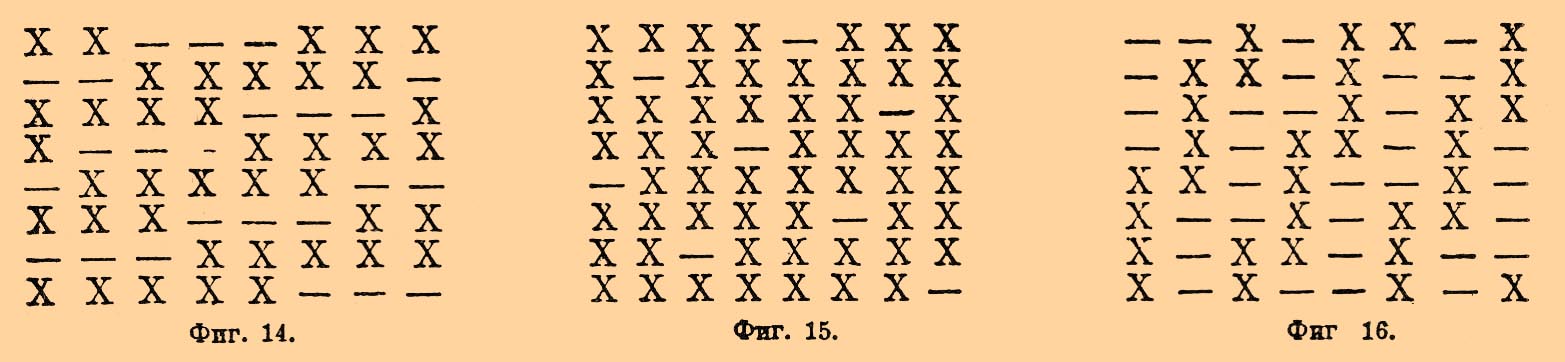 X X — — — X X X
— — X X X X X —
X X X X — — — X
X — — - X X X X
— X X X X X — —
X X X — — — X X
— — — X X X X X
X X X X X — — —
Фиг. 14.
X X X X — X X X
X — X X X X X X
X X X X X X — X
X X X — X X X X
— X X X X X X X
X X X X X — X X
X X — X X X X X
X X X X X X X —
Фиг. 15.
— — X — X X — X
— X X — X — — X
— X — — X — X X
— X — X X — X —
X X — X — — X —
X — — X — X X —
X — X X — X — —
X — X — — X — X
Фиг 16.